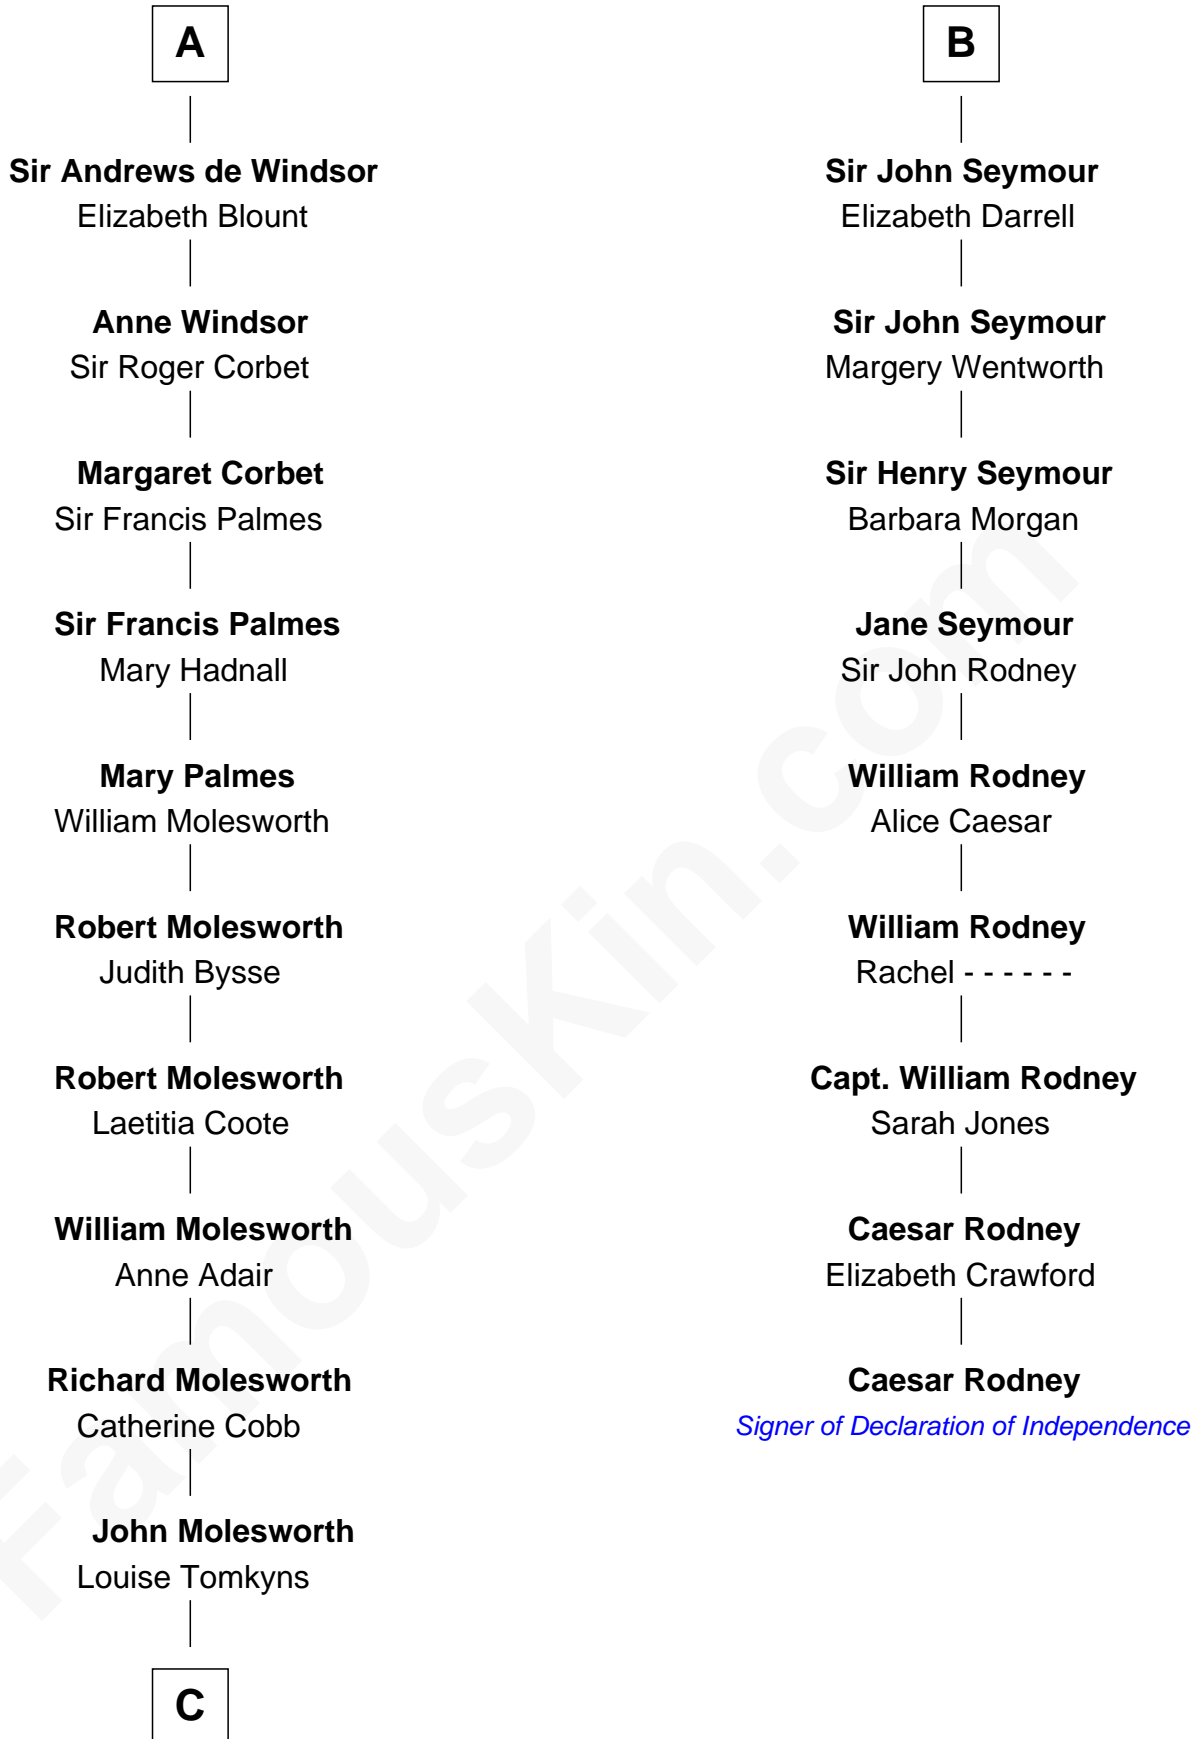 A
Sir Andrews de Windsor
Elizabeth Blount
Anne Windsor
Sir Roger Corbet
Margaret Corbet
Sir Francis Palmes
Sir Francis Palmes
Mary Hadnall
Mary Palmes
William Molesworth
Robert Molesworth
Judith Bysse
Robert Molesworth
Laetitia Coote
William Molesworth
Anne Adair
Richard Molesworth
Catherine Cobb
John Molesworth
Louise Tomkyns
C
B
Sir John Seymour
Elizabeth Darrell
Sir John Seymour
Margery Wentworth
Sir Henry Seymour
Barbara Morgan
Jane Seymour
Sir John Rodney
William Rodney
Alice Caesar
William Rodney
Rachel - - - - - -
Capt. William Rodney
Sarah Jones
Caesar Rodney
Elizabeth Crawford
Caesar Rodney
Signer of Declaration of Independence
FamousKin.com